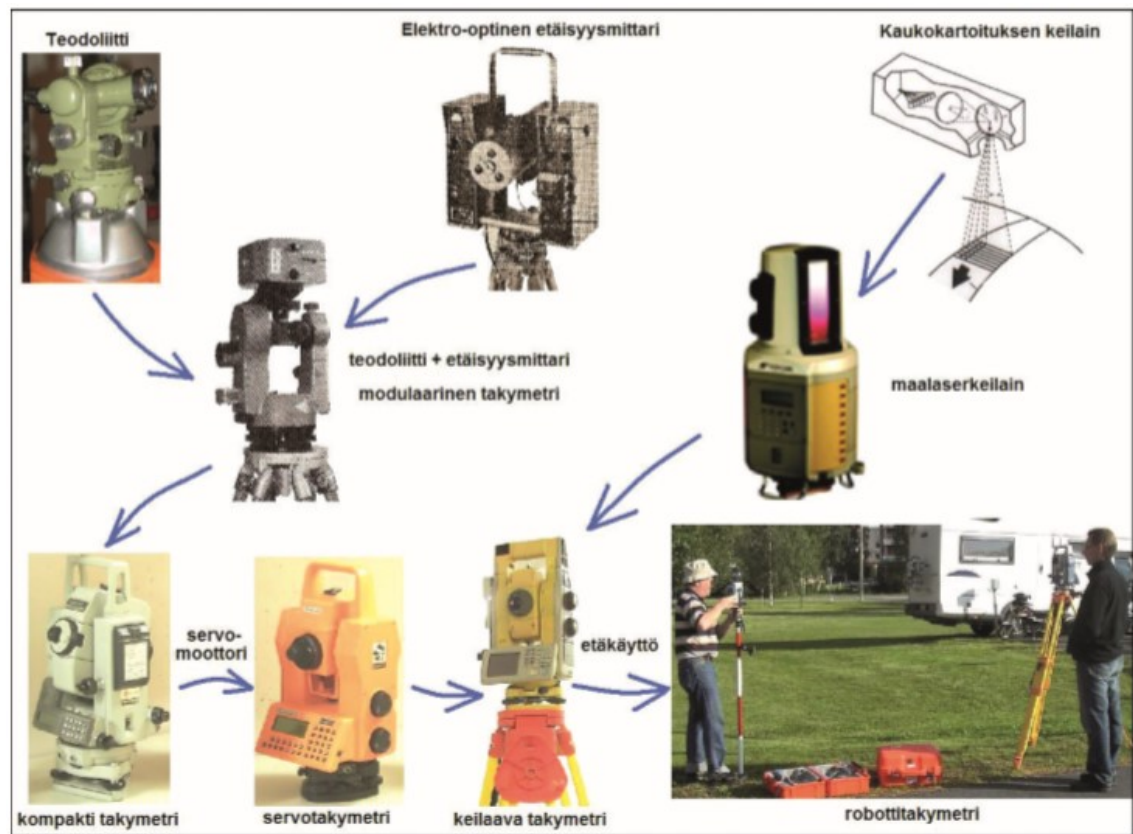 Teodoliitti
Elektro-optinen etäisyysmittari
Kaukokartoituksen keilain
teodoliitti + etäisyysmittari
modulaarinen takymetri
maalaserkeilain
servo-
moottori
etäkäyttö
kompakti takymetri
servotakymetri
keilaava takymetri
robottitakymetri